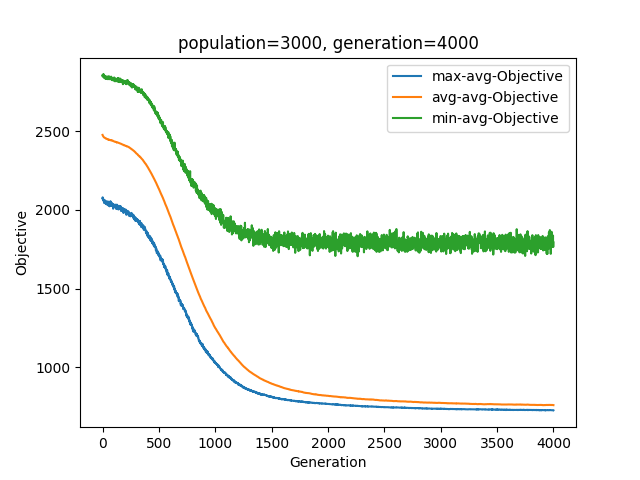 population=3000, generation=4000
max-avg-Objective
avg-avg-Objective
min-avg-Objective
2500
2000
1500
1000
Objective
0 500 1000 1500 2000 2500 3000 3500 4000
Generation